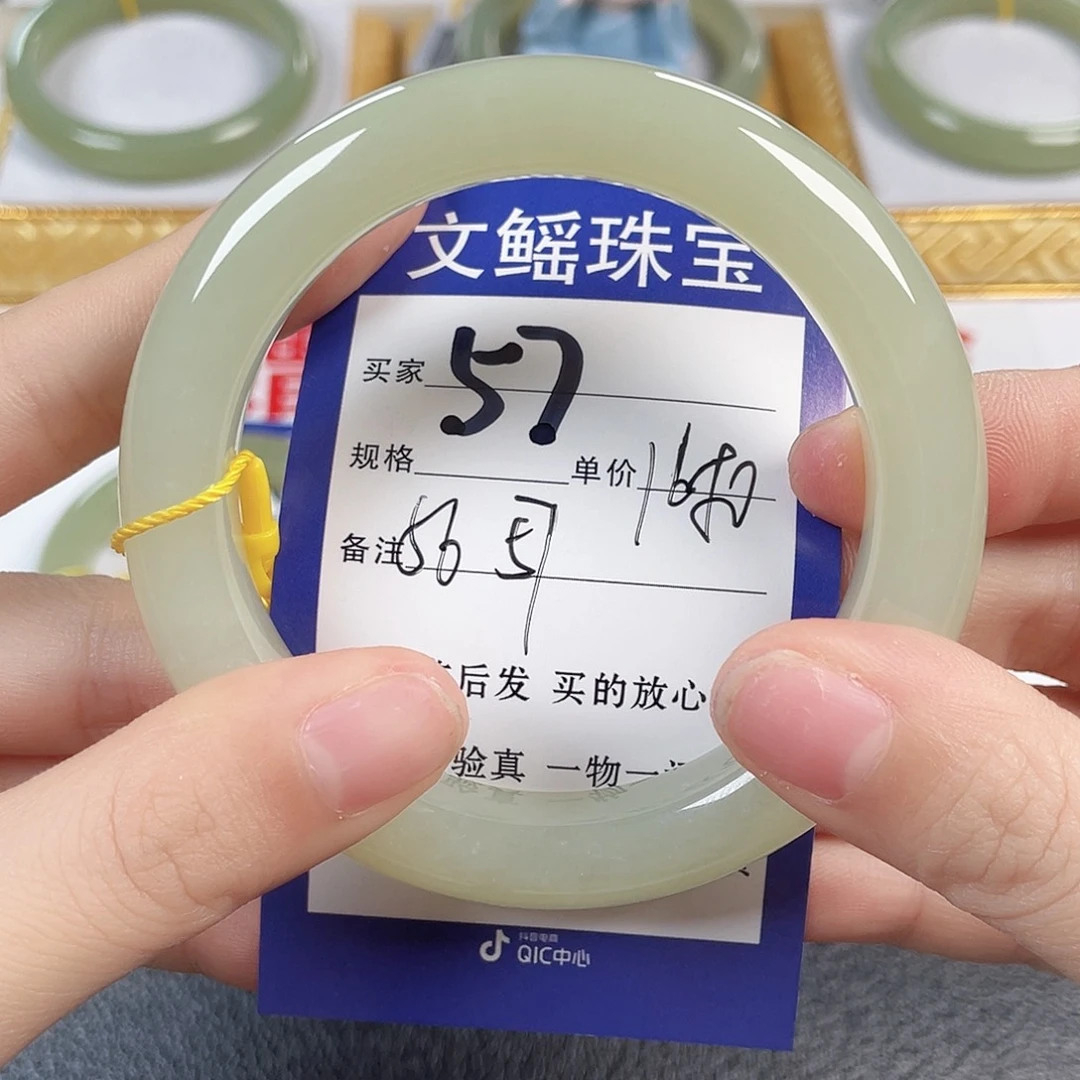 文鳐珠宝
买家 57
规格 单价
备注 56
后发 买的放心
验真 一物一
抖音电商
QIC中心